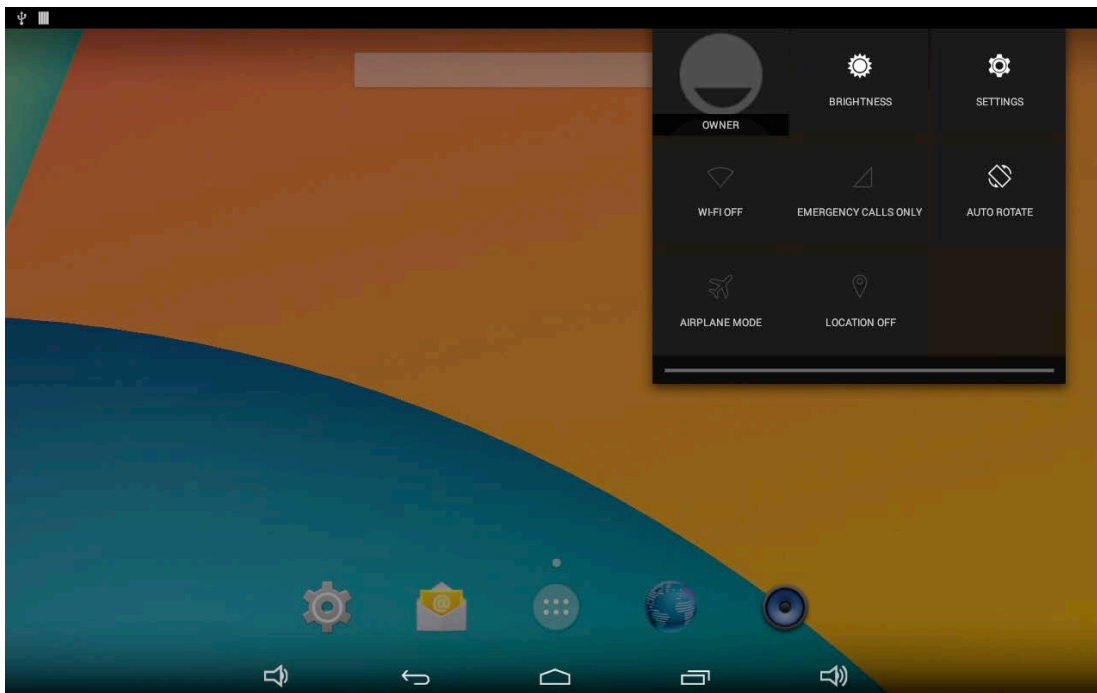 BRIGHTNESS
SETTINGS
OWNER
WI-FI OFF
EMERGENCY CALLS ONLY
AUTO ROTATE
AIRPLANE MODE
LOCATION OFF
@